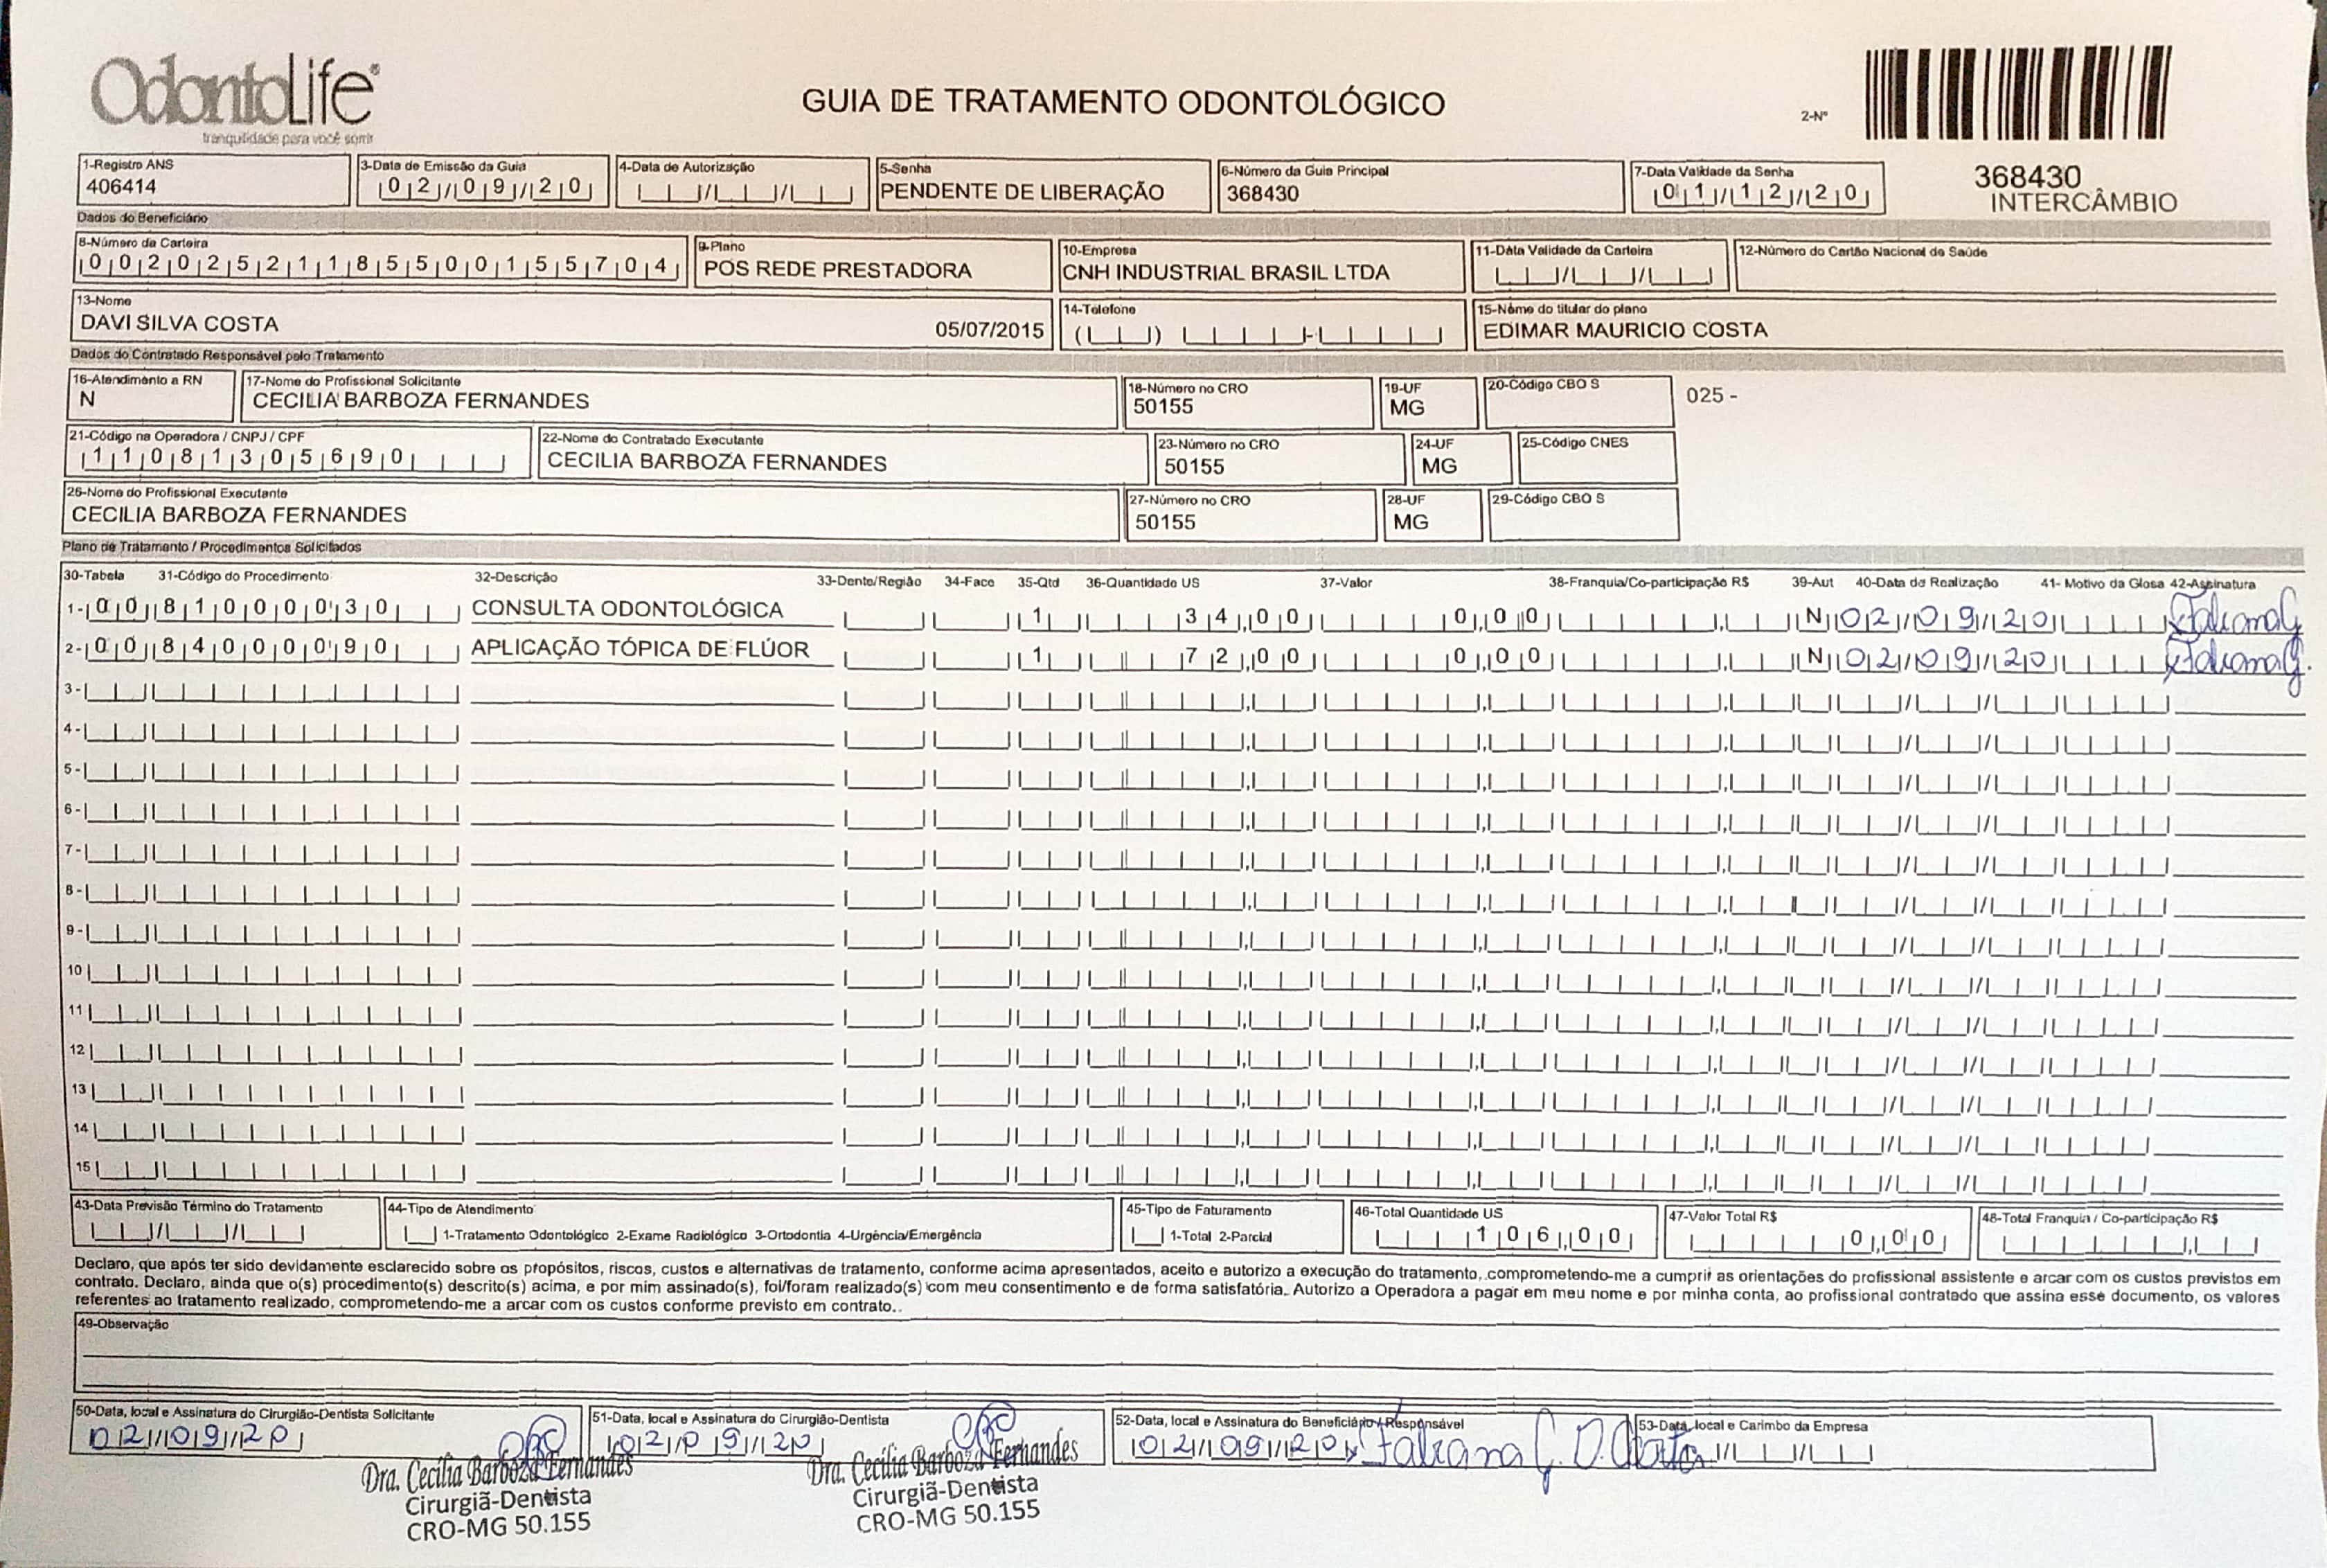 OdontoLife®
tranquilidade para você sorrir
GUIA DE TRATAMENTO ODONTOLÓGICO
2-Nº
368430
INTERCÂMBIO
1-Registro ANS
406414
3-Data de Emissão da Guia
02/09/20
4-Data de Autorização
5-Senha
PENDENTE DE LIBERAÇÃO
6-Número da Guia Principal
368430
7-Data Validade da Senha
01/12/20
Dados do Beneficiário
8-Número da Carteira
00202521185500155704
9-Plano
POS REDE PRESTADORA
10-Empresa
CNH INDUSTRIAL BRASIL LTDA
11-Data Validade da Carteira
12-Número do Cartão Nacional de Saúde
13-Nome
DAVI SILVA COSTA 05/07/2015
14-Telefone
15-Nome do titular do plano
EDIMAR MAURICIO COSTA
Dados do Contratado Responsável pelo Tratamento
16-Atendimento a RN
N
17-Nome do Profissional Solicitante
CECILIA BARBOZA FERNANDES
18-Número no CRO
50155
19-UF
MG
20-Código CBO S
025 -
21-Código na Operadora / CNPJ / CPF
11081305690
22-Nome do Contratado Executante
CECILIA BARBOZA FERNANDES
23-Número no CRO
50155
24-UF
MG
25-Código CNES
26-Nome do Profissional Executante
CECILIA BARBOZA FERNANDES
27-Número no CRO
50155
28-UF
MG
29-Código CBO S
Plano de Tratamento / Procedimentos Solicitados
30-Tabela 31-Código do Procedimento 32-Descrição 33-Dente/Região 34-Face 35-Qtd 36-Quantidade US 37-Valor 38-Franquia/Co-participação R$ 39-Aut 40-Data de Realização 41- Motivo da Glosa 42-Assinatura
1- 00 81000030 CONSULTA ODONTOLÓGICA 1 34,00 0,00 N 02/09/20
2- 00 84000090 APLICAÇÃO TÓPICA DE FLÚOR 1 72,00 0,00 N 02/09/20
3-
4-
5-
6-
7-
8-
9-
10
11
12
13
14
15
43-Data Previsão Término do Tratamento
44-Tipo de Atendimento
1-Tratamento Odontológico 2-Exame Radiológico 3-Ortodontia 4-Urgência/Emergência
45-Tipo de Faturamento
1-Total 2-Parcial
46-Total Quantidade US
106,00
47-Valor Total R$
0,00
48-Total Franquia / Co-participação R$
Declaro, que após ter sido devidamente esclarecido sobre os propósitos, riscos, custos e alternativas de tratamento, conforme acima apresentados, aceito e autorizo a execução do tratamento, comprometendo-me a cumprir as orientações do profissional assistente e arcar com os custos previstos em
contrato. Declaro, ainda que o(s) procedimento(s) descrito(s) acima, e por mim assinado(s), foi/foram realizado(s) com meu consentimento e de forma satisfatória. Autorizo a Operadora a pagar em meu nome e por minha conta, ao profissional contratado que assina esse documento, os valores
referentes ao tratamento realizado, comprometendo-me a arcar com os custos conforme previsto em contrato..
49-Observação
50-Data, local e Assinatura do Cirurgião-Dentista Solicitante
02/09/20
51-Data, local e Assinatura do Cirurgião-Dentista
02/09/20
52-Data, local e Assinatura do Beneficiário / Responsável
02/09/20
53-Data, local e Carimbo da Empresa
Dra. Cecília Barboza Fernandes
Cirurgiã-Dentista
CRO-MG 50.155
Dra. Cecília Barboza Fernandes
Cirurgiã-Dentista
CRO-MG 50.155